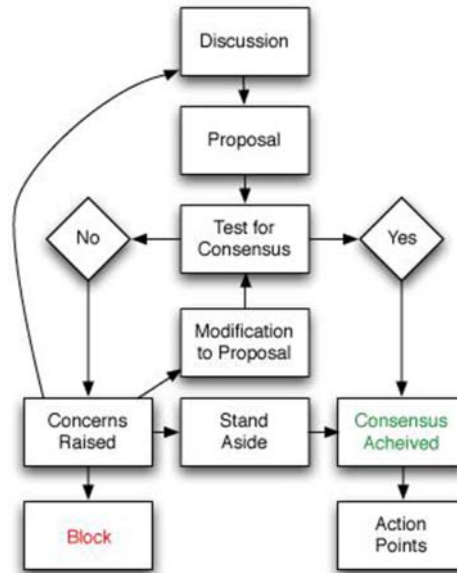 Discussion
Proposal
No
Test for
Consensus
Yes
Modification
to Proposal
Concerns
Raised
Stand
Aside
Consensus
Acheived
Block
Action
Points